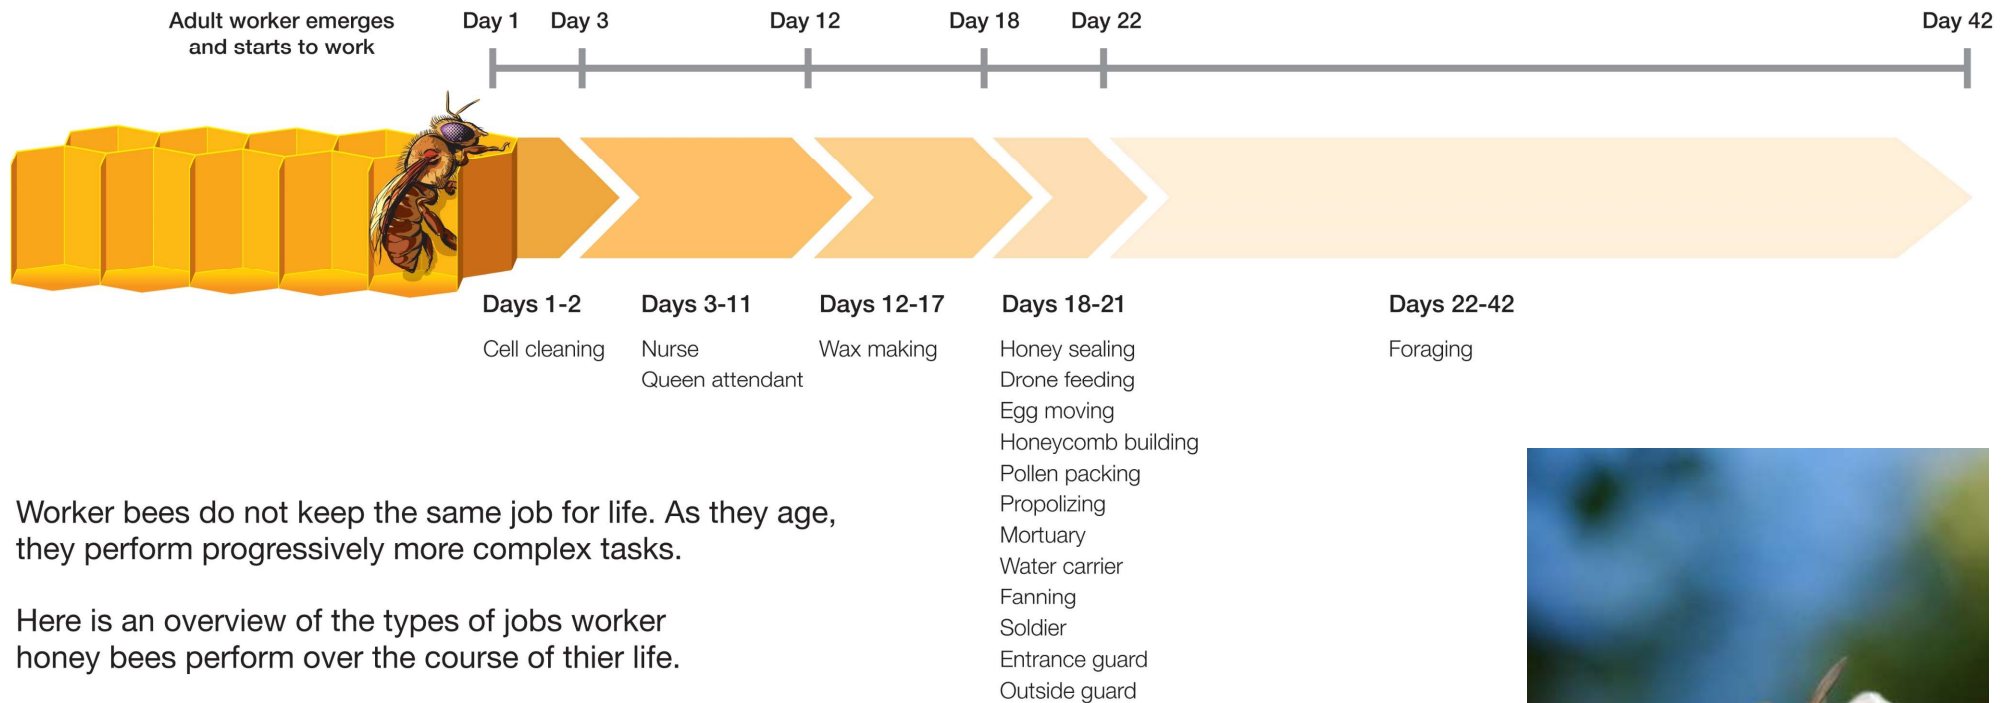 Adult worker emerges
and starts to work
Day 1
Day 3
Day 12
Day 18
Day 22
Day 42
Days 1-2
Cell cleaning
Days 3-11
Nurse
Queen attendant
Days 12-17
Wax making
Days 18-21
Honey sealing
Drone feeding
Egg moving
Honeycomb building
Pollen packing
Propolizing
Mortuary
Water carrier
Fanning
Soldier
Entrance guard
Outside guard
Days 22-42
Foraging
Worker bees do not keep the same job for life. As they age,
they perform progressively more complex tasks.
Here is an overview of the types of jobs worker
honey bees perform over the course of thier life.